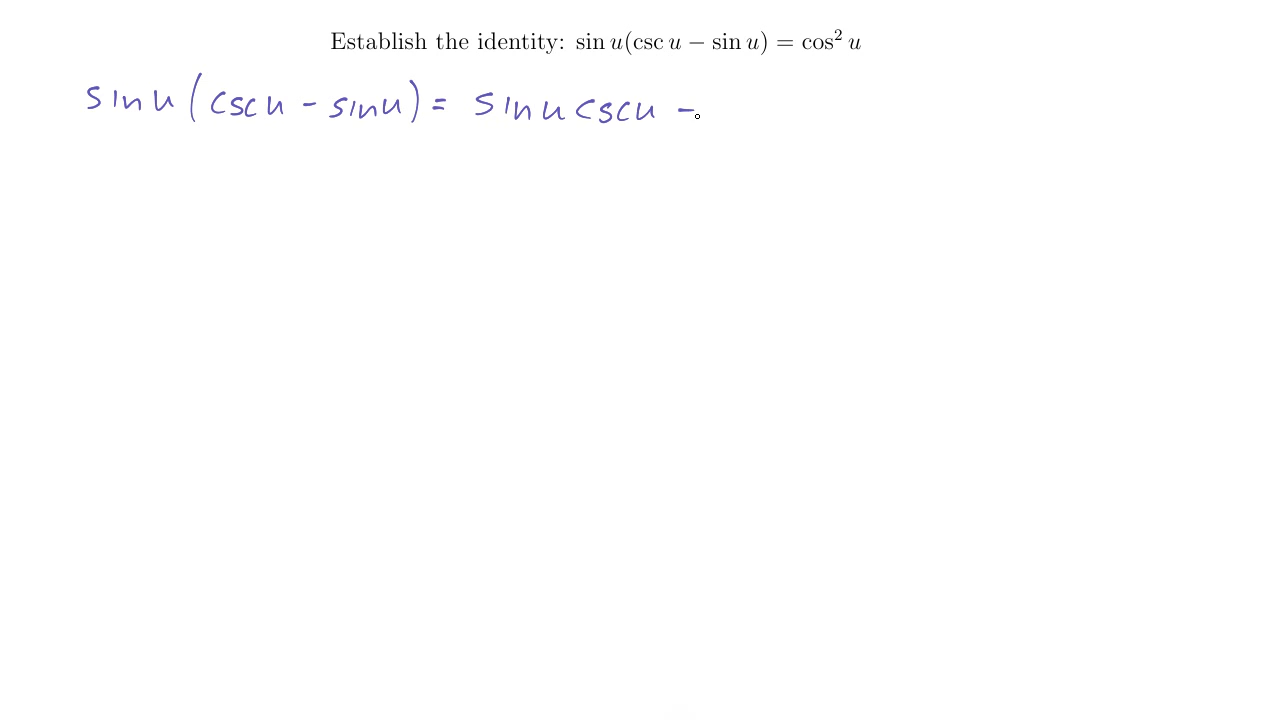 Establish the identity: sin u(csc u − sin u) = cos² u
sin u (csc u - sin u) = sin u csc u -